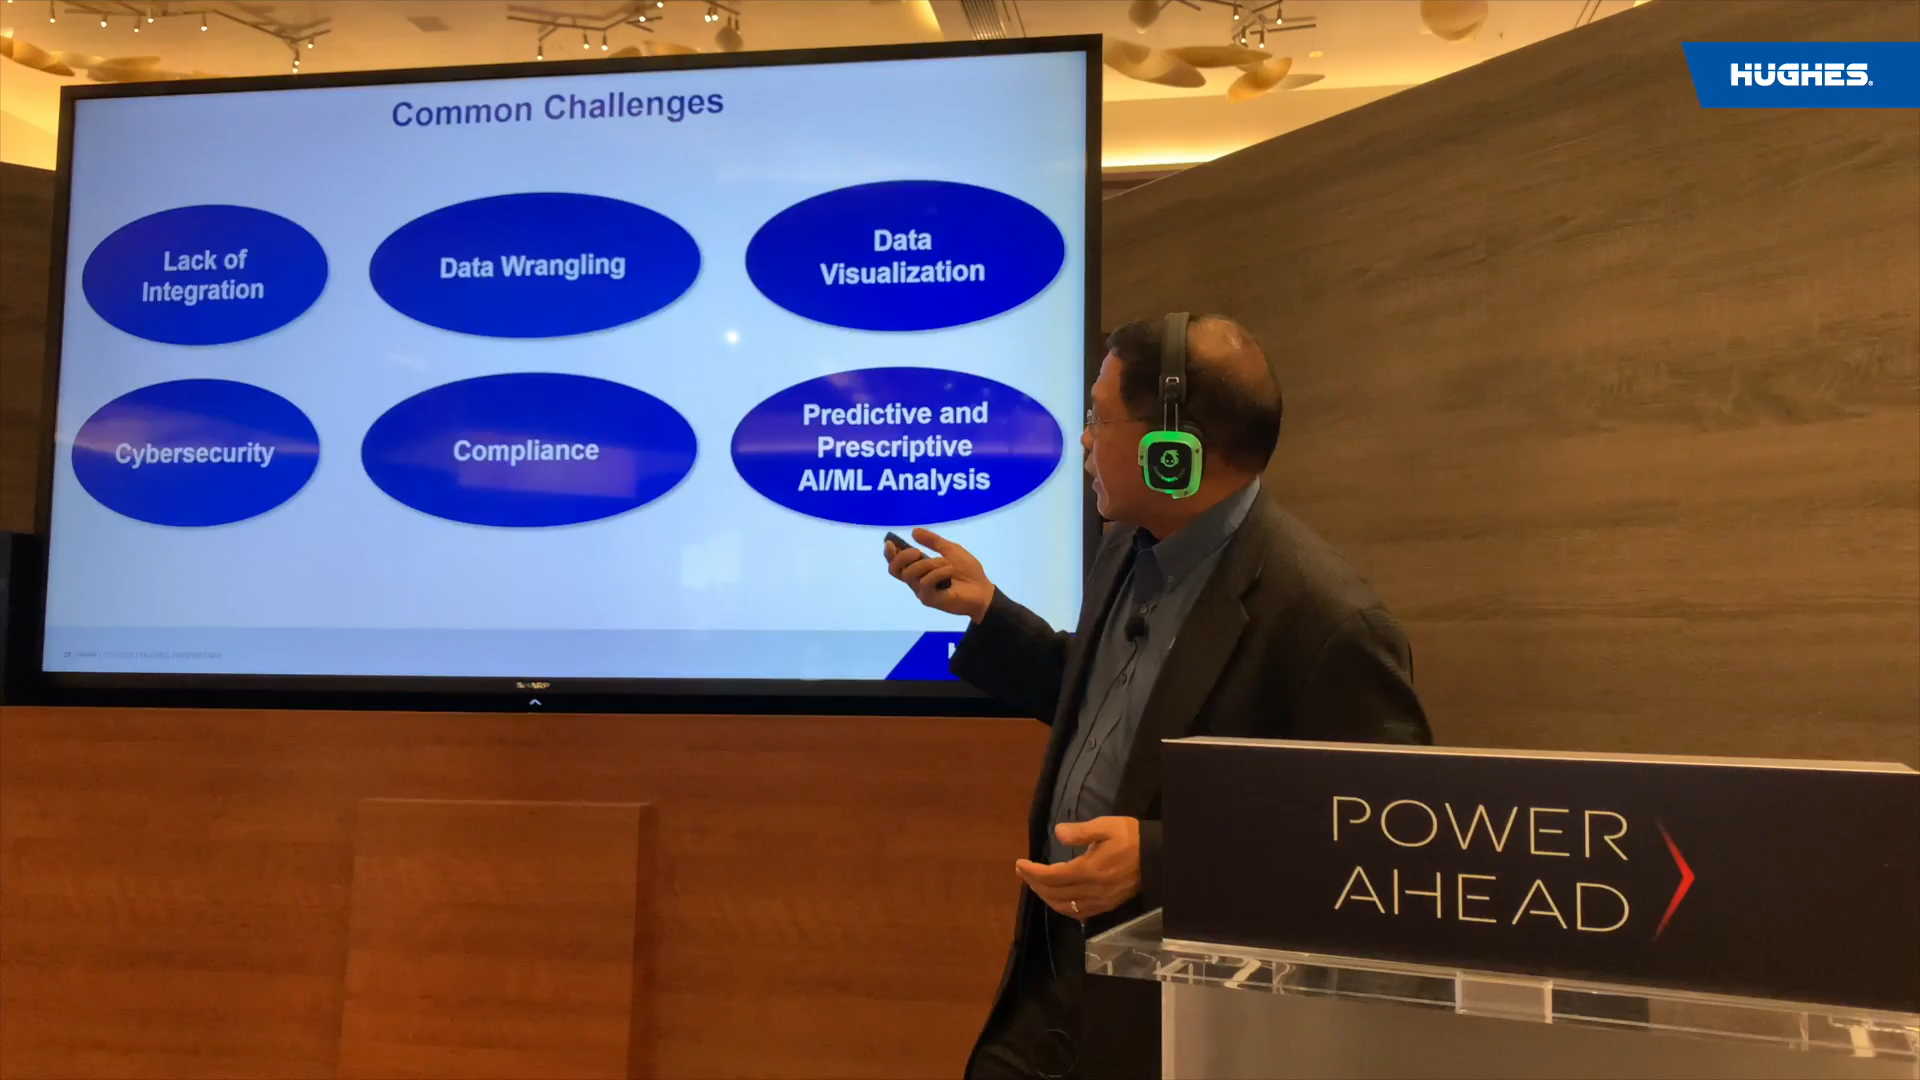 HUGHES
Common Challenges
Lack of
Integration
Data Wrangling
Data
Visualization
Cybersecurity
Compliance
Predictive and
Prescriptive
AI/ML Analysis
SHARP
POWER
AHEAD